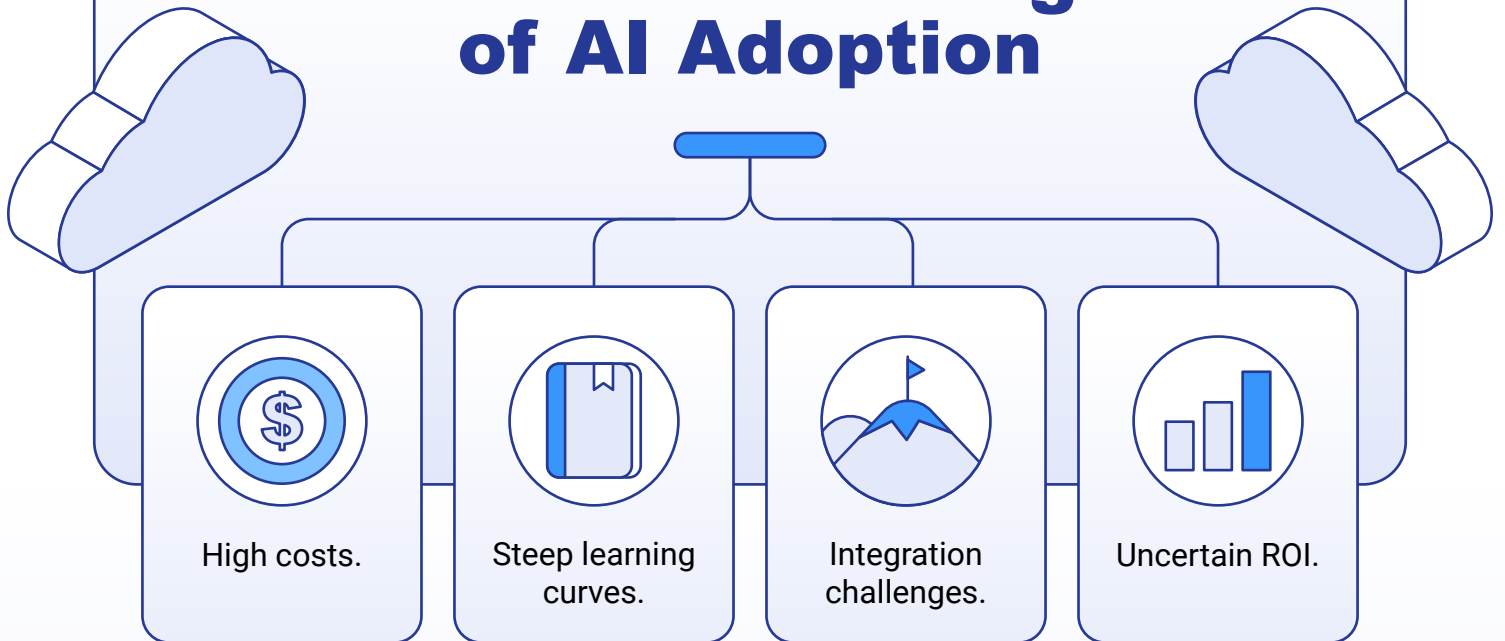 of AI Adoption
High costs.
Steep learning
curves.
Integration
challenges.
Uncertain ROI.